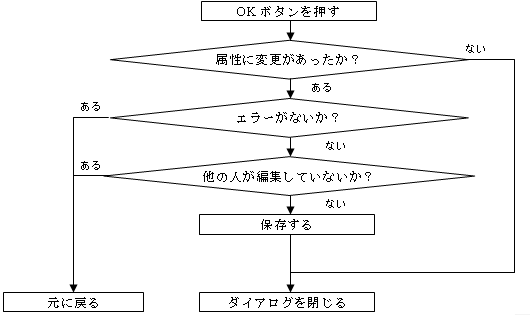 OKボタンを押す
ない
属性に変更があったか？
ある
ある
エラーがないか？
ない
ある
他の人が編集していないか？
ない
保存する
元に戻る
ダイアログを閉じる